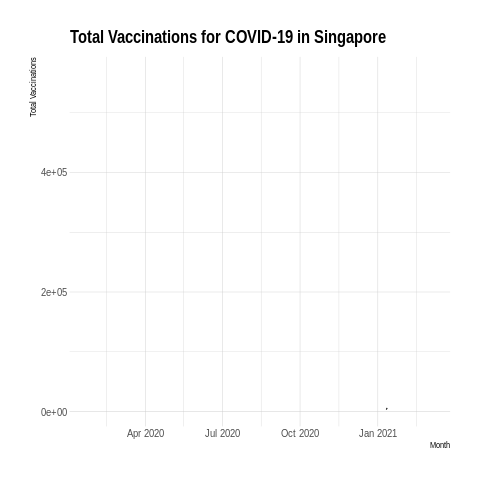 Total Vaccinations for COVID-19 in Singapore
Total Vaccinations
4e+05
2e+05
0e+00
Apr 2020 Jul 2020 Oct 2020 Jan 2021
Month